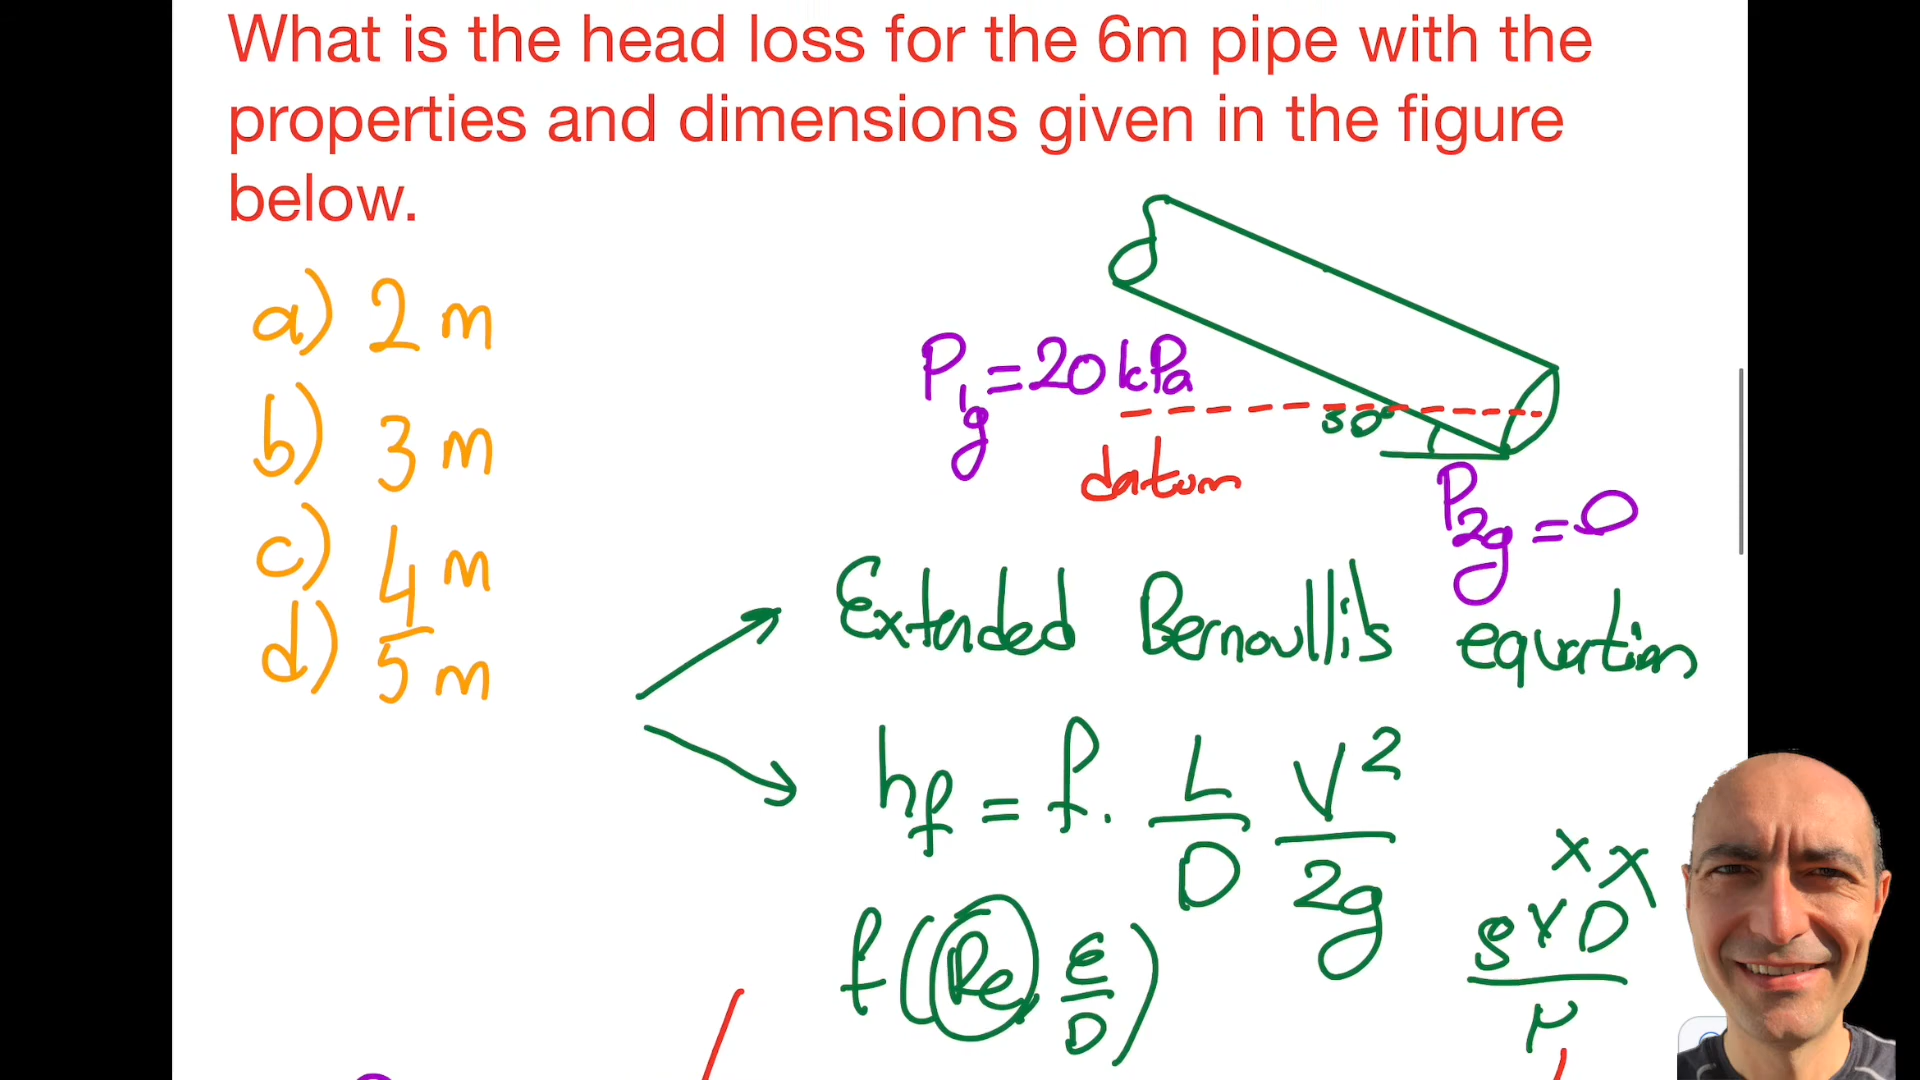 What is the head loss for the 6m pipe with the
properties and dimensions given in the figure
below.
a) 2 m
b) 3 m
c) 4 m
d) 5 m
P1g = 20 kPa
30°
datum
P2g = 0
Extended Bernoulli's equation
hf = f. L/D V²/2g
f(Re, ε/D)
x x
ρVD/μ